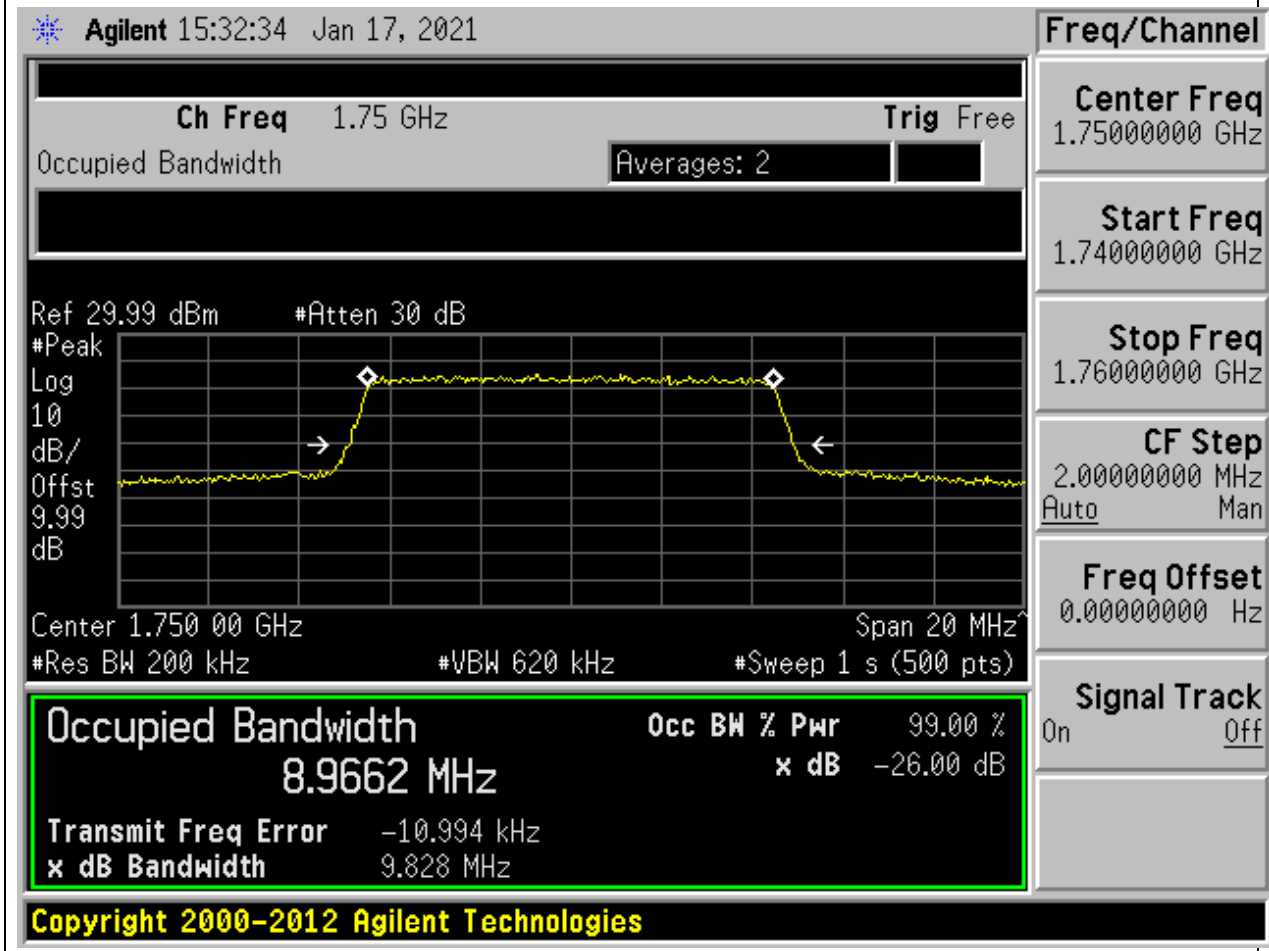 Agilent 15:32:34 Jan 17, 2021
Ch Freq 1.75 GHz Trig Free
Occupied Bandwidth Averages: 2
Ref 29.99 dBm #Atten 30 dB
#Peak
Log
10
dB/
Offst
9.99
dB
Center 1.750 00 GHz Span 20 MHz^
#Res BW 200 kHz #VBW 620 kHz #Sweep 1 s (500 pts)
Occupied Bandwidth
8.9662 MHz
Occ BW % Pwr 99.00 %
x dB -26.00 dB
Transmit Freq Error -10.994 kHz
x dB Bandwidth 9.828 MHz
Copyright 2000-2012 Agilent Technologies
Freq/Channel
Center Freq
1.75000000 GHz
Start Freq
1.74000000 GHz
Stop Freq
1.76000000 GHz
CF Step
2.00000000 MHz
Auto Man
Freq Offset
0.00000000 Hz
Signal Track
On Off